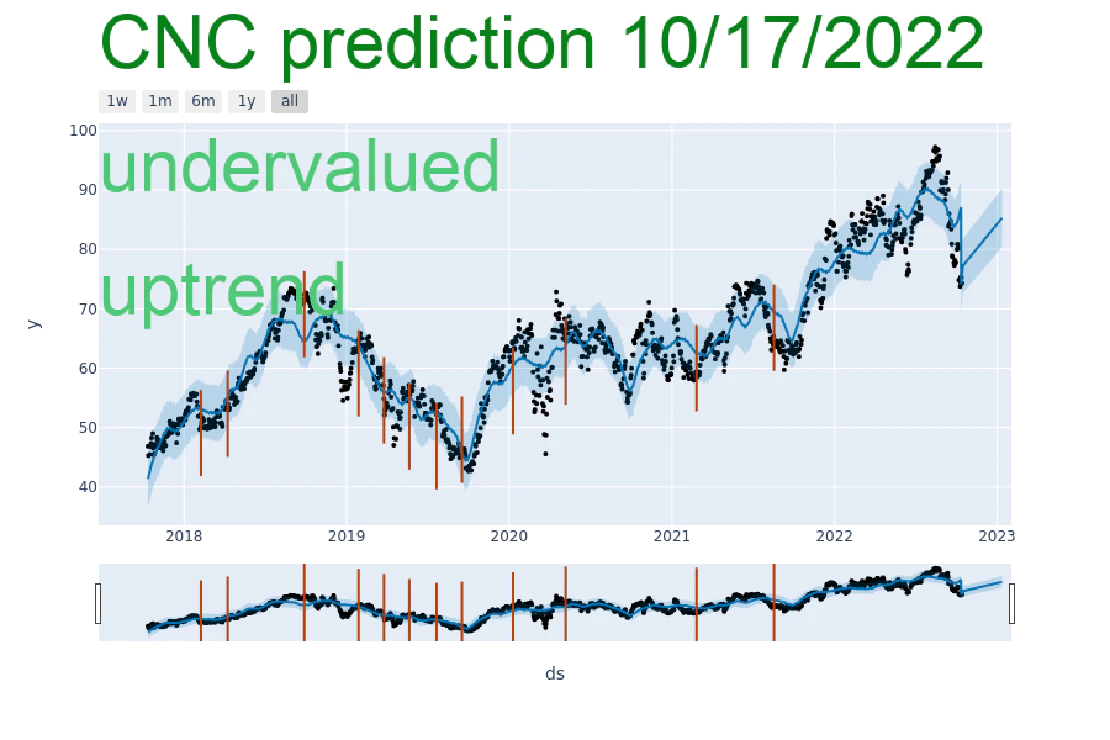 CNC prediction 10/17/2022
1w 1m 6m 1y all
100
undervalued
90
80
uptrend
70
y
60
50
40
2018 2019 2020 2021 2022 2023
ds